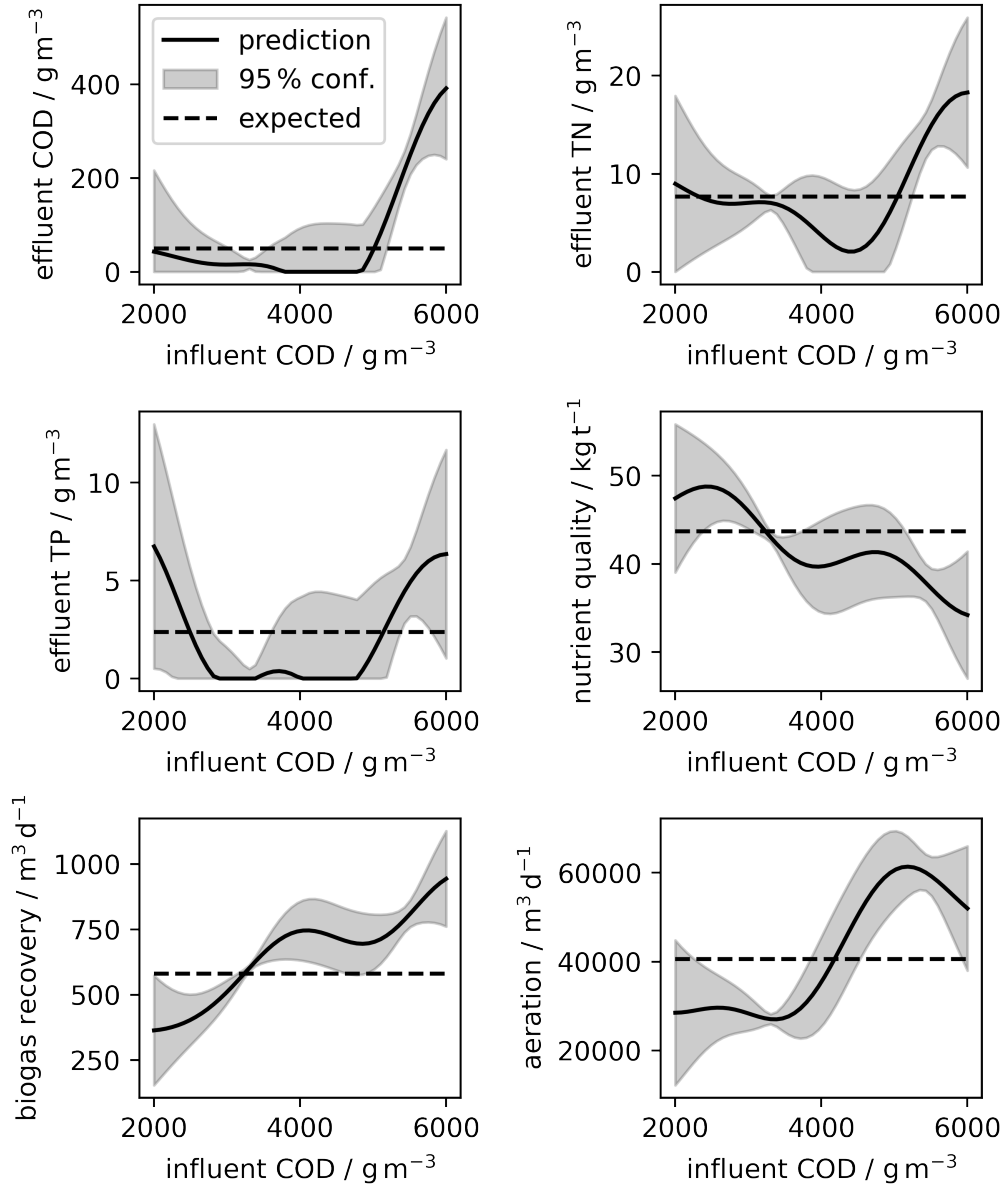 effluent COD / g m⁻³
400
200
0
prediction
95 % conf.
expected
2000 4000 6000
influent COD / g m⁻³
effluent TN / g m⁻³
20
10
0
2000 4000 6000
influent COD / g m⁻³
effluent TP / g m⁻³
10
5
0
2000 4000 6000
influent COD / g m⁻³
nutrient quality / kg t⁻¹
50
40
30
2000 4000 6000
influent COD / g m⁻³
biogas recovery / m³ d⁻¹
1000
750
500
250
2000 4000 6000
influent COD / g m⁻³
aeration / m³ d⁻¹
60000
40000
20000
2000 4000 6000
influent COD / g m⁻³